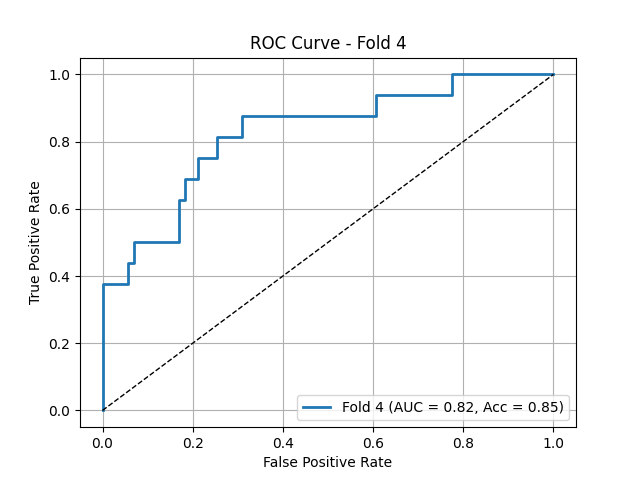 ROC Curve - Fold 4
True Positive Rate
1.0
0.8
0.6
0.4
0.2
0.0
Fold 4 (AUC = 0.82, Acc = 0.85)
0.0 0.2 0.4 0.6 0.8 1.0
False Positive Rate